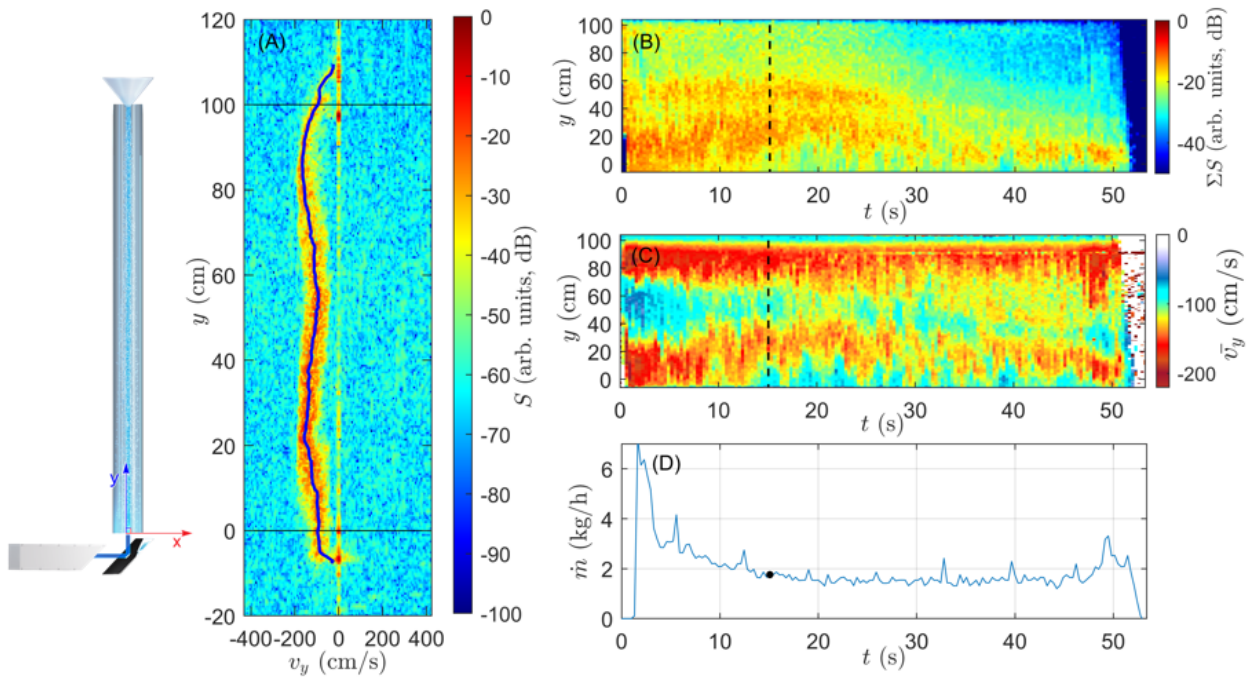 (A)
120
100
80
60
40
20
0
-20
y (cm)
-400 -200 0 200 400
v_y (cm/s)
0
-10
-20
-30
-40
-50
-60
-70
-80
-90
-100
S (arb. units, dB)
y
x
(B)
100
80
60
40
20
0
y (cm)
0 10 20 30 40 50
t (s)
0
-20
-40
ΣS (arb. units, dB)
(C)
100
80
60
40
20
0
y (cm)
0 10 20 30 40 50
t (s)
0
-100
-200
v̄_y (cm/s)
(D)
6
4
2
0
ṁ (kg/h)
0 10 20 30 40 50
t (s)